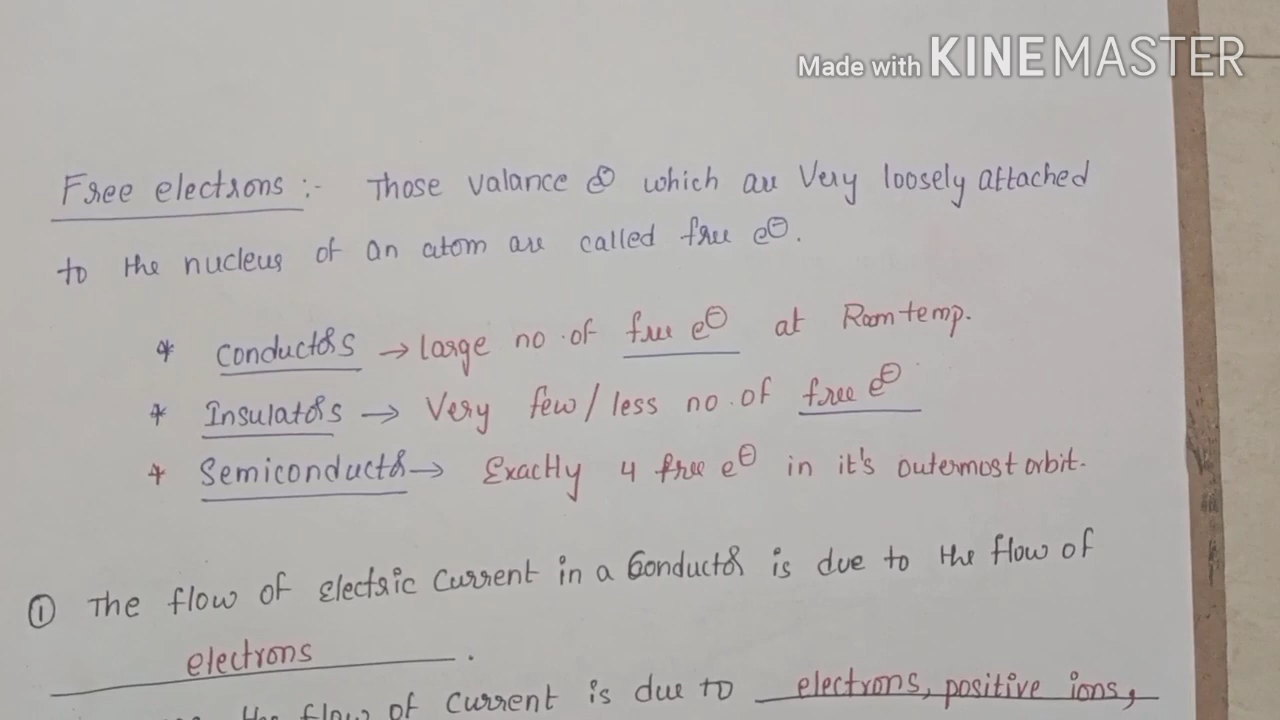 Made with KINEMASTER
Free electrons :- Those valance e⊖ which are Very loosely attached
to the nucleus of an atom are called free e⊖.
* Conductors → large no. of free e⊖ at Room temp.
* Insulators → Very few / less no. of free e⊖
* Semiconductor → Exactly 4 free e⊖ in it's outermost orbit.
① The flow of electric current in a Conductor is due to the flow of
electrons.
the flow of current is due to electrons, positive ions,